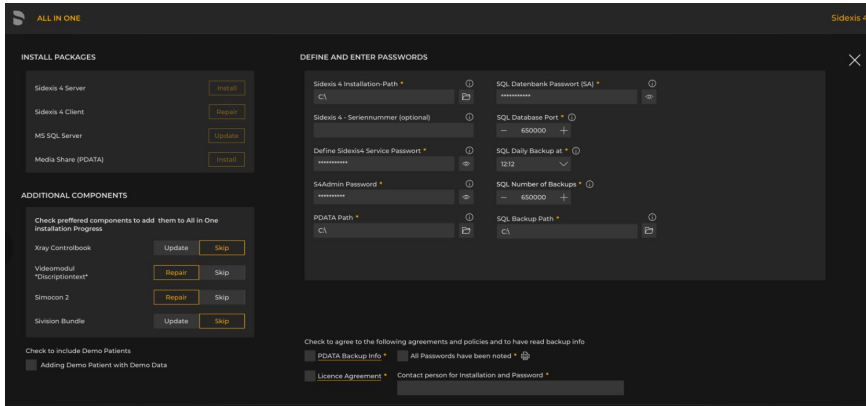 ALL IN ONE
Sidexis 4
INSTALL PACKAGES
Sidexis 4 Server
Install
Sidexis 4 Client
Repair
MS SQL Server
Update
Media Share (PDATA)
Install
ADDITIONAL COMPONENTS
Check preffered components to add them to All in One
installation Progress
Xray Controlbook
Update
Skip
Videomodul
*Discriptiontext*
Repair
Skip
Simocon 2
Repair
Skip
Sivision Bundle
Update
Skip
Check to include Demo Patients
Adding Demo Patient with Demo Data
DEFINE AND ENTER PASSWORDS
Sidexis 4 Installation-Path *
C:\
Sidexis 4 - Seriennummer (optional)
Define Sidexis4 Service Passwort *
***********
S4Admin Password *
**********
PDATA Path *
C:\
SQL Datenbank Passwort (SA) *
***********
SQL Database Port *
− 650000 +
SQL Daily Backup at *
12:12
SQL Number of Backups *
− 650000 +
SQL Backup Path *
C:\
Check to agree to the following agreements and policies and to have read backup info
PDATA Backup Info *
All Passwords have been noted *
Licence Agreement *
Contact person for Installation and Password *